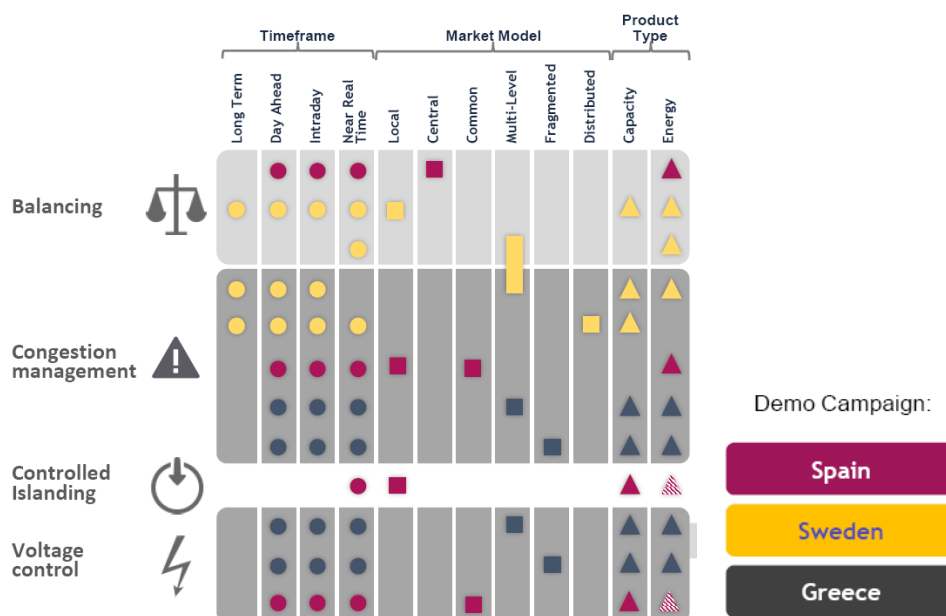 Timeframe
Market Model
Product
Type
Long Term
Day Ahead
Intraday
Near Real
Time
Local
Central
Common
Multi-Level
Fragmented
Distributed
Capacity
Energy
Balancing
Congestion
management
Controlled
Islanding
Voltage
control
Demo Campaign:
Spain
Sweden
Greece